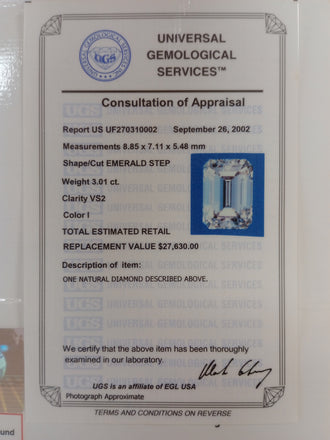 UGS
UNIVERSAL
GEMOLOGICAL
SERVICES™
Consultation of Appraisal
Report US UF270310002 September 26, 2002
Measurements 8.85 x 7.11 x 5.48 mm
Shape/Cut EMERALD STEP
Weight 3.01 ct.
Clarity VS2
Color I
TOTAL ESTIMATED RETAIL
REPLACEMENT VALUE $27,630.00
Description of item:
ONE NATURAL DIAMOND DESCRIBED ABOVE.
We certify that the above item has been thoroughly
examined in our laboratory.
UGS is an affiliate of EGL USA
Photograph Approximate
TERMS AND CONDITIONS ON REVERSE
und